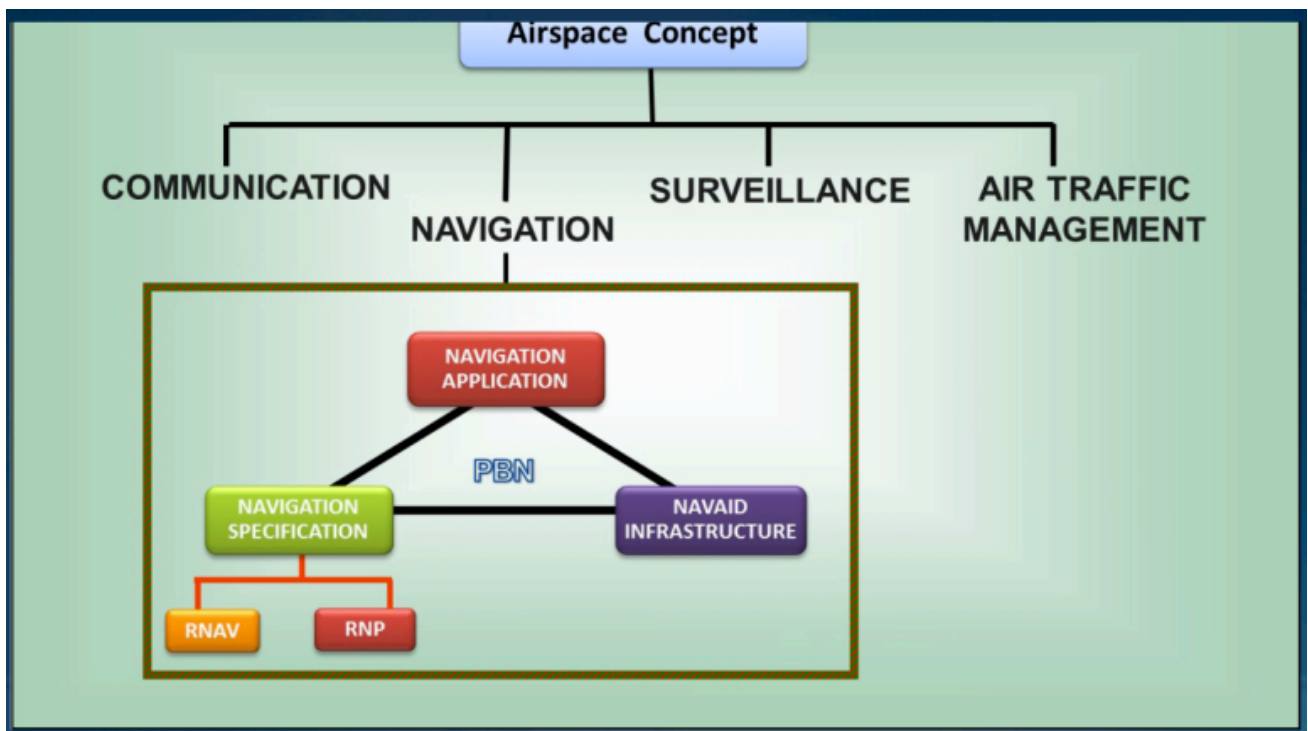 Airspace Concept
COMMUNICATION
NAVIGATION
SURVEILLANCE
AIR TRAFFIC
MANAGEMENT
NAVIGATION
APPLICATION
PBN
NAVIGATION
SPECIFICATION
NAVAID
INFRASTRUCTURE
RNAV
RNP